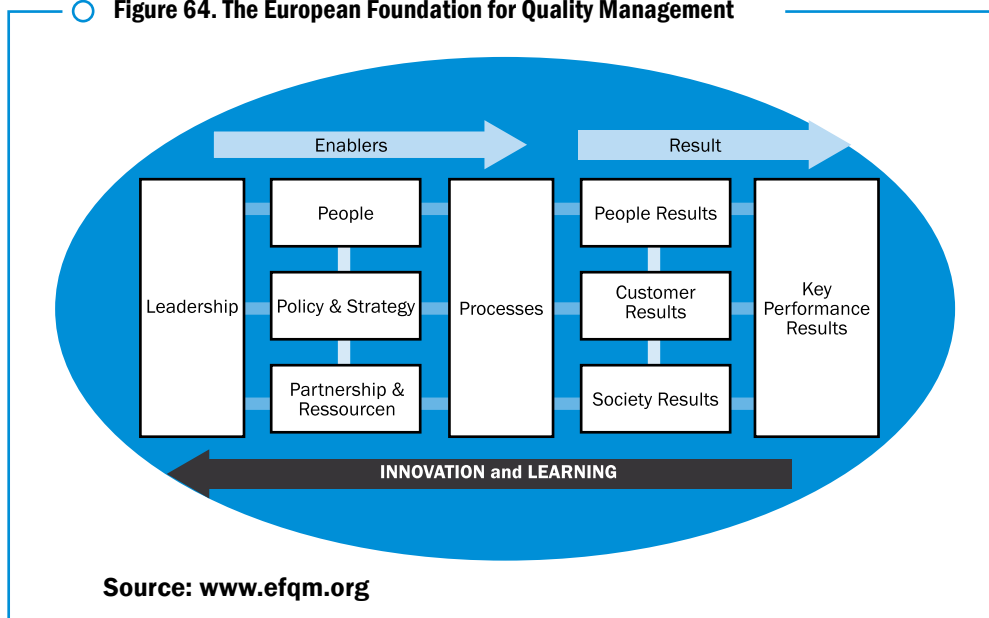 Figure 64. The European Foundation for Quality Management
Enablers
Result
Leadership
People
Policy & Strategy
Partnership &
Ressourcen
Processes
People Results
Customer
Results
Society Results
Key
Performance
Results
INNOVATION and LEARNING
Source: www.efqm.org